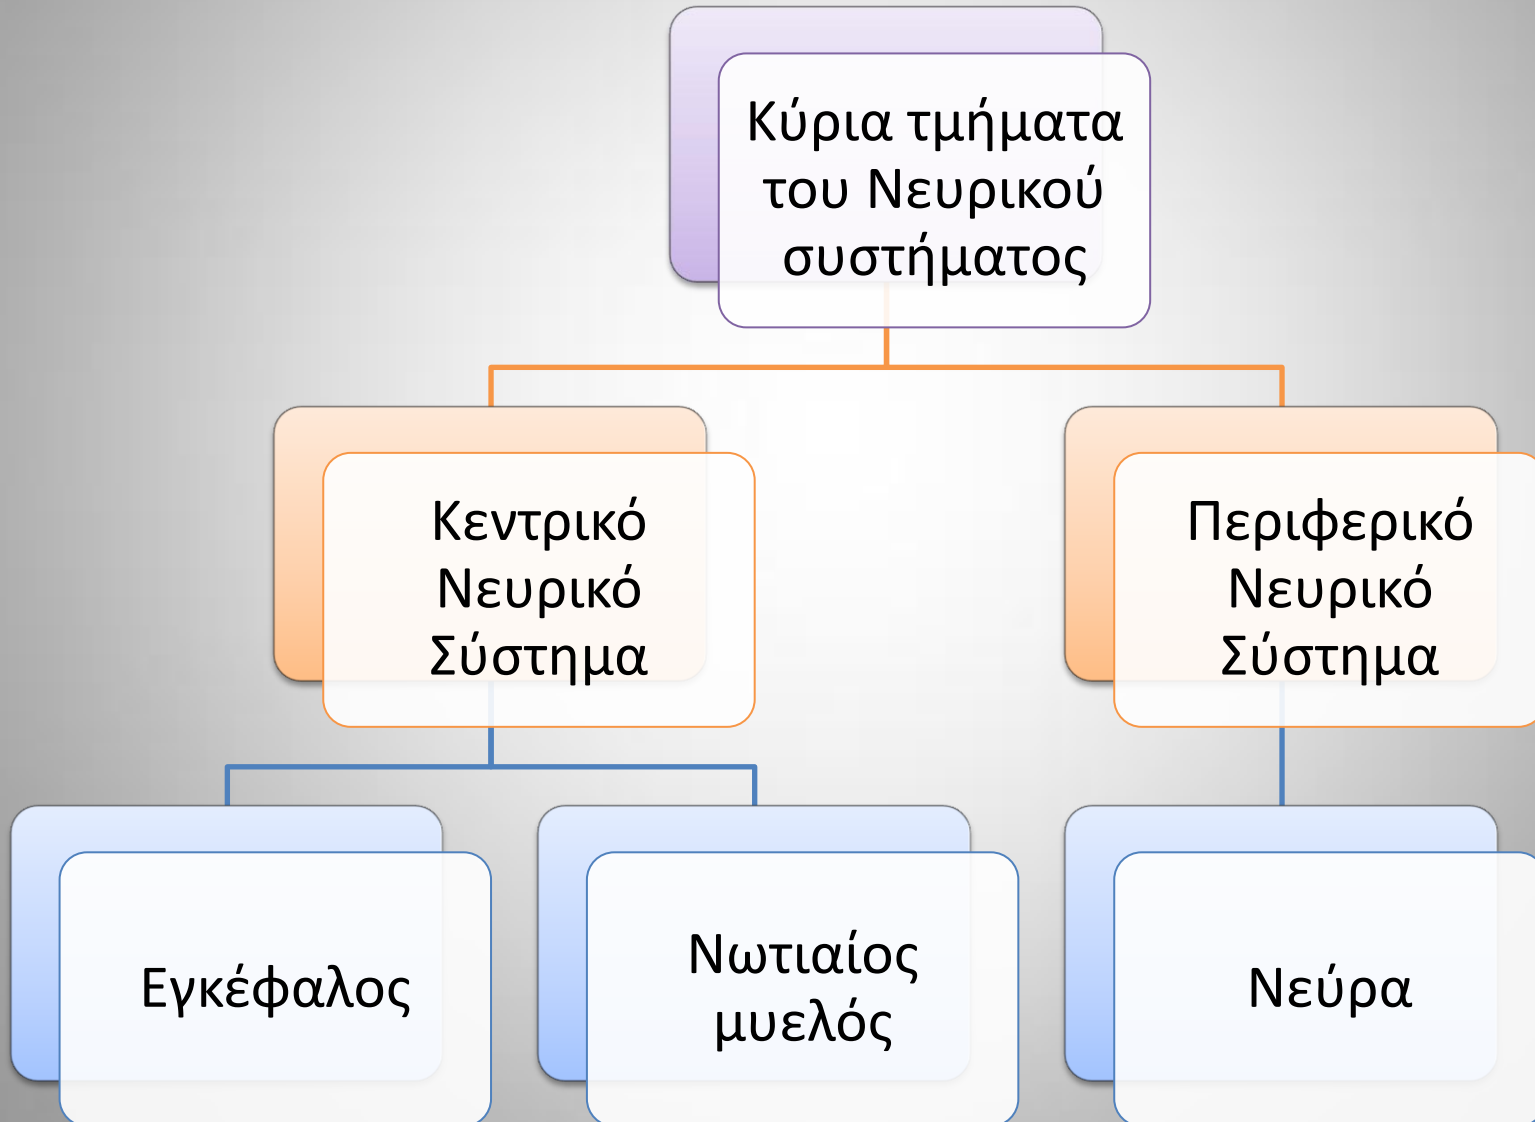 Κύρια τμήματα
του Νευρικού
συστήματος
Κεντρικό
Νευρικό
Σύστημα
Περιφερικό
Νευρικό
Σύστημα
Εγκέφαλος
Νωτιαίος
μυελός
Νεύρα